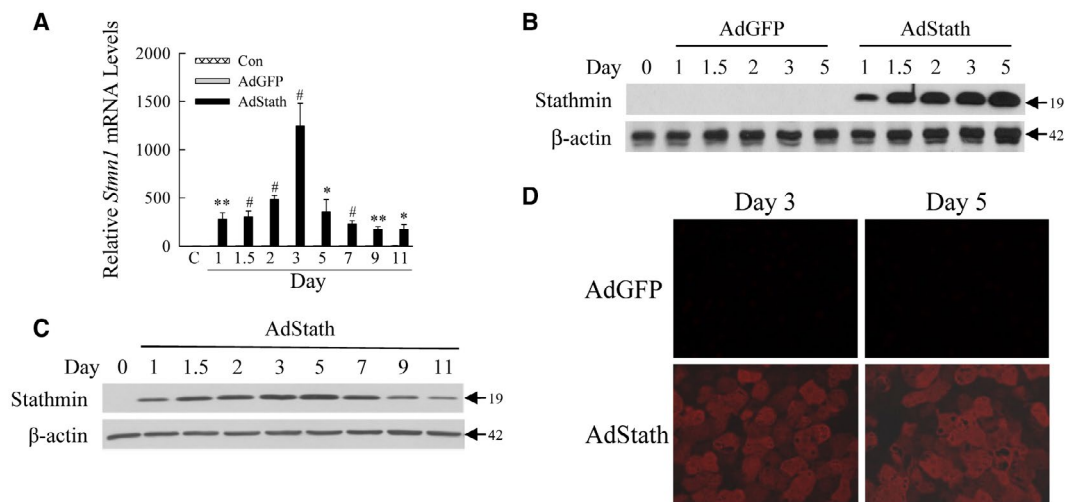 A
Relative Stmn1 mRNA Levels
2000
1500
1000
500
0
Con
AdGFP
AdStath
** # # # * # ** *
C 1 1.5 2 3 5 7 9 11
Day
B
AdGFP AdStath
Day 0 1 1.5 2 3 5 1 1.5 2 3 5
Stathmin 19
β-actin 42
C
AdStath
Day 0 1 1.5 2 3 5 7 9 11
Stathmin 19
β-actin 42
D
Day 3 Day 5
AdGFP
AdStath